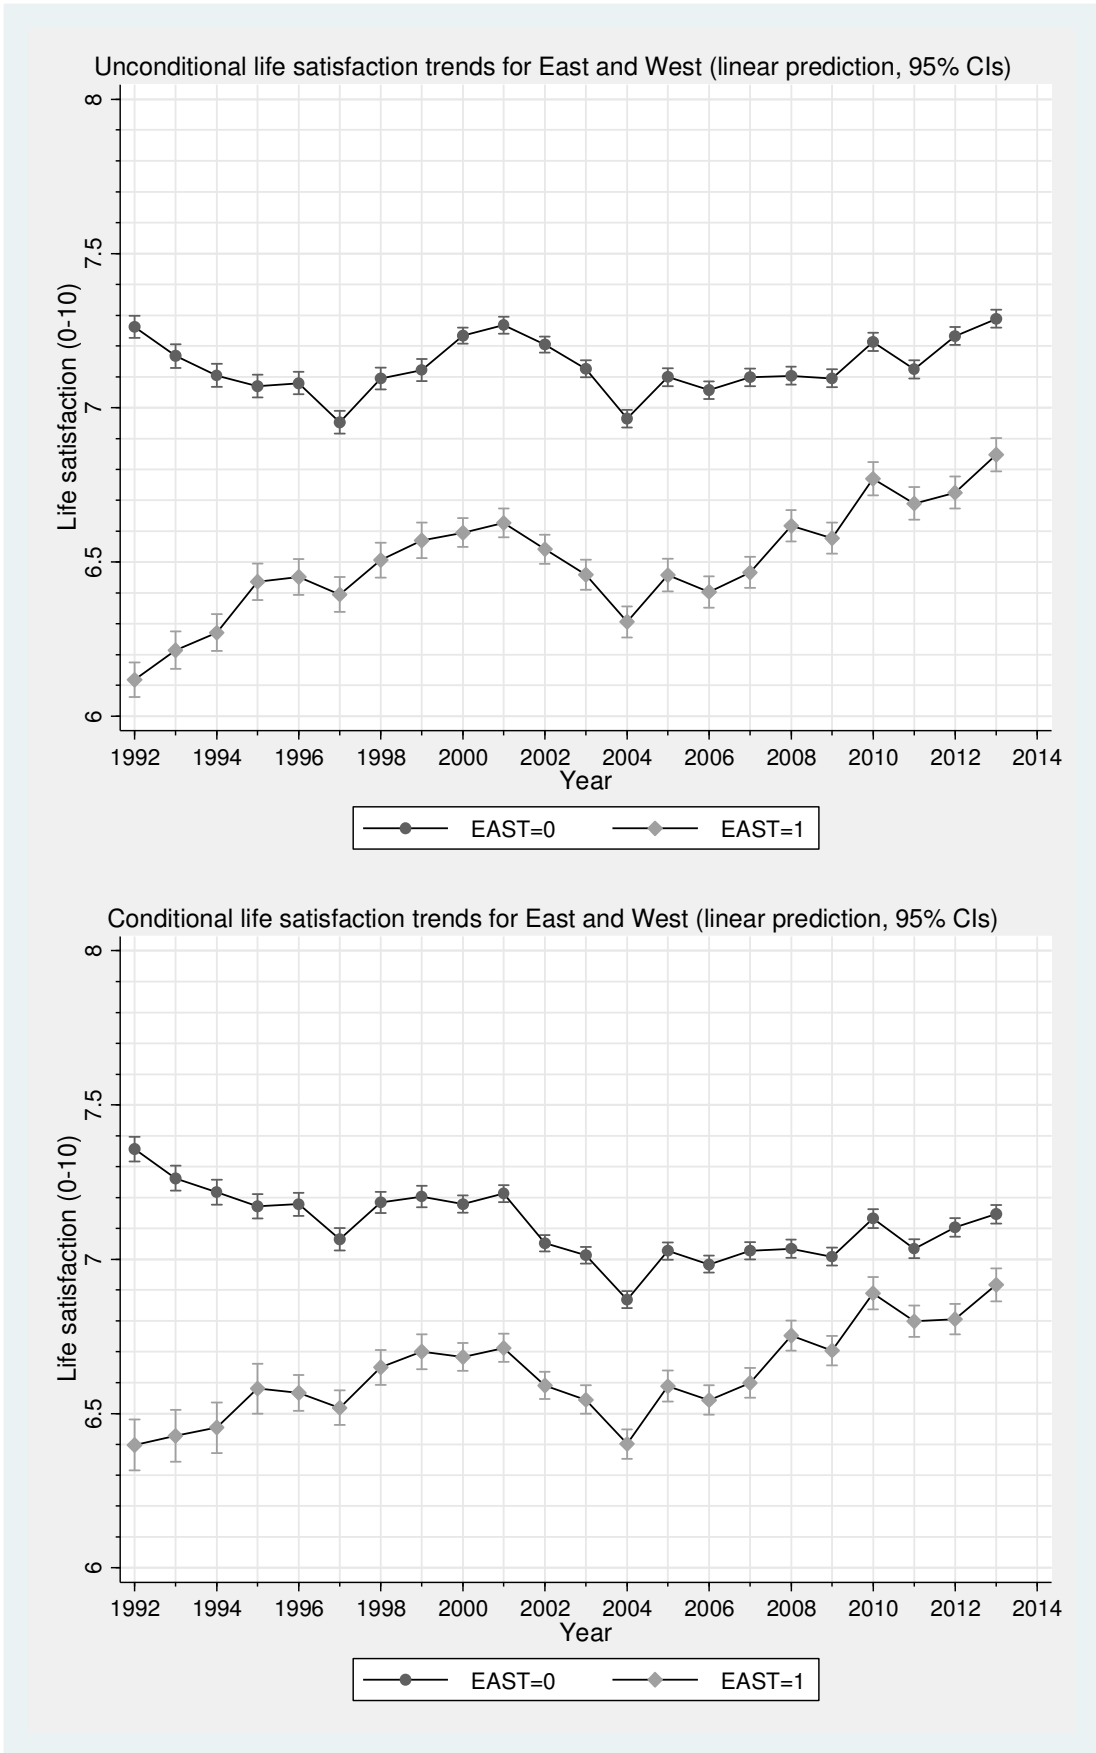 Unconditional life satisfaction trends for East and West (linear prediction, 95% CIs)
8
7.5
7
6.5
6
Life satisfaction (0-10)
1992 1994 1996 1998 2000 2002 2004 2006 2008 2010 2012 2014
Year
EAST=0 EAST=1
Conditional life satisfaction trends for East and West (linear prediction, 95% CIs)
8
7.5
7
6.5
6
Life satisfaction (0-10)
1992 1994 1996 1998 2000 2002 2004 2006 2008 2010 2012 2014
Year
EAST=0 EAST=1